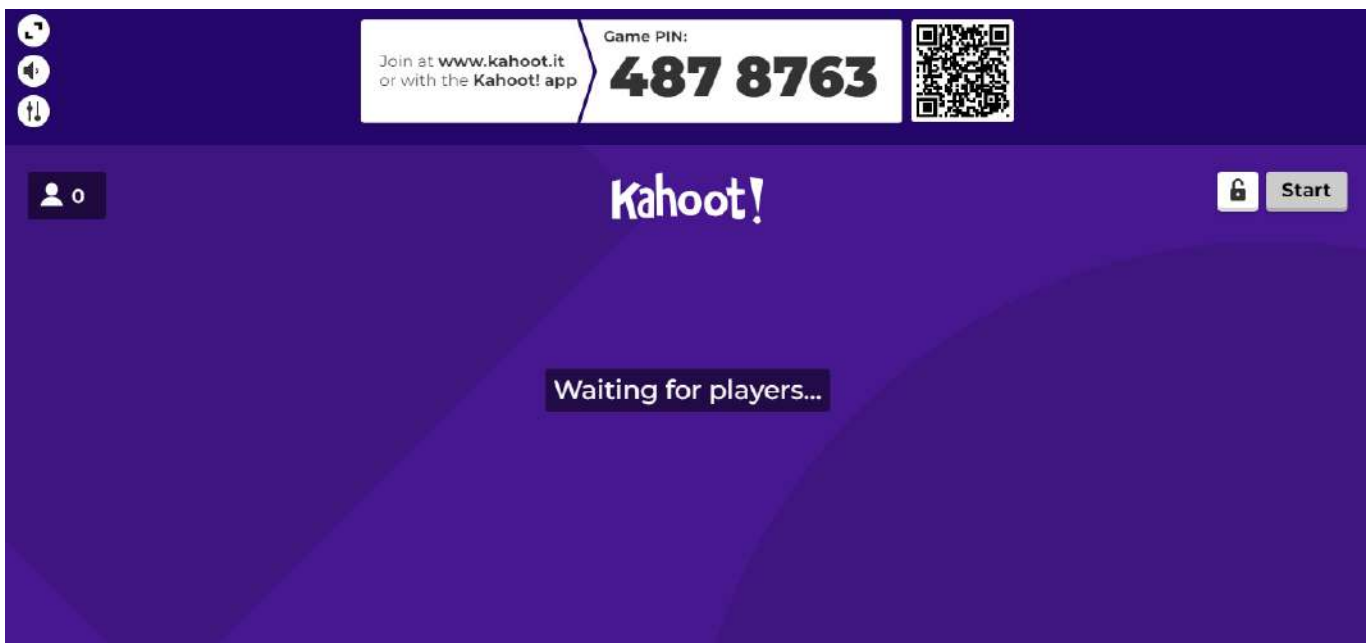 Join at www.kahoot.it
or with the Kahoot! app
Game PIN:
487 8763
0
Kahoot!
Start
Waiting for players...